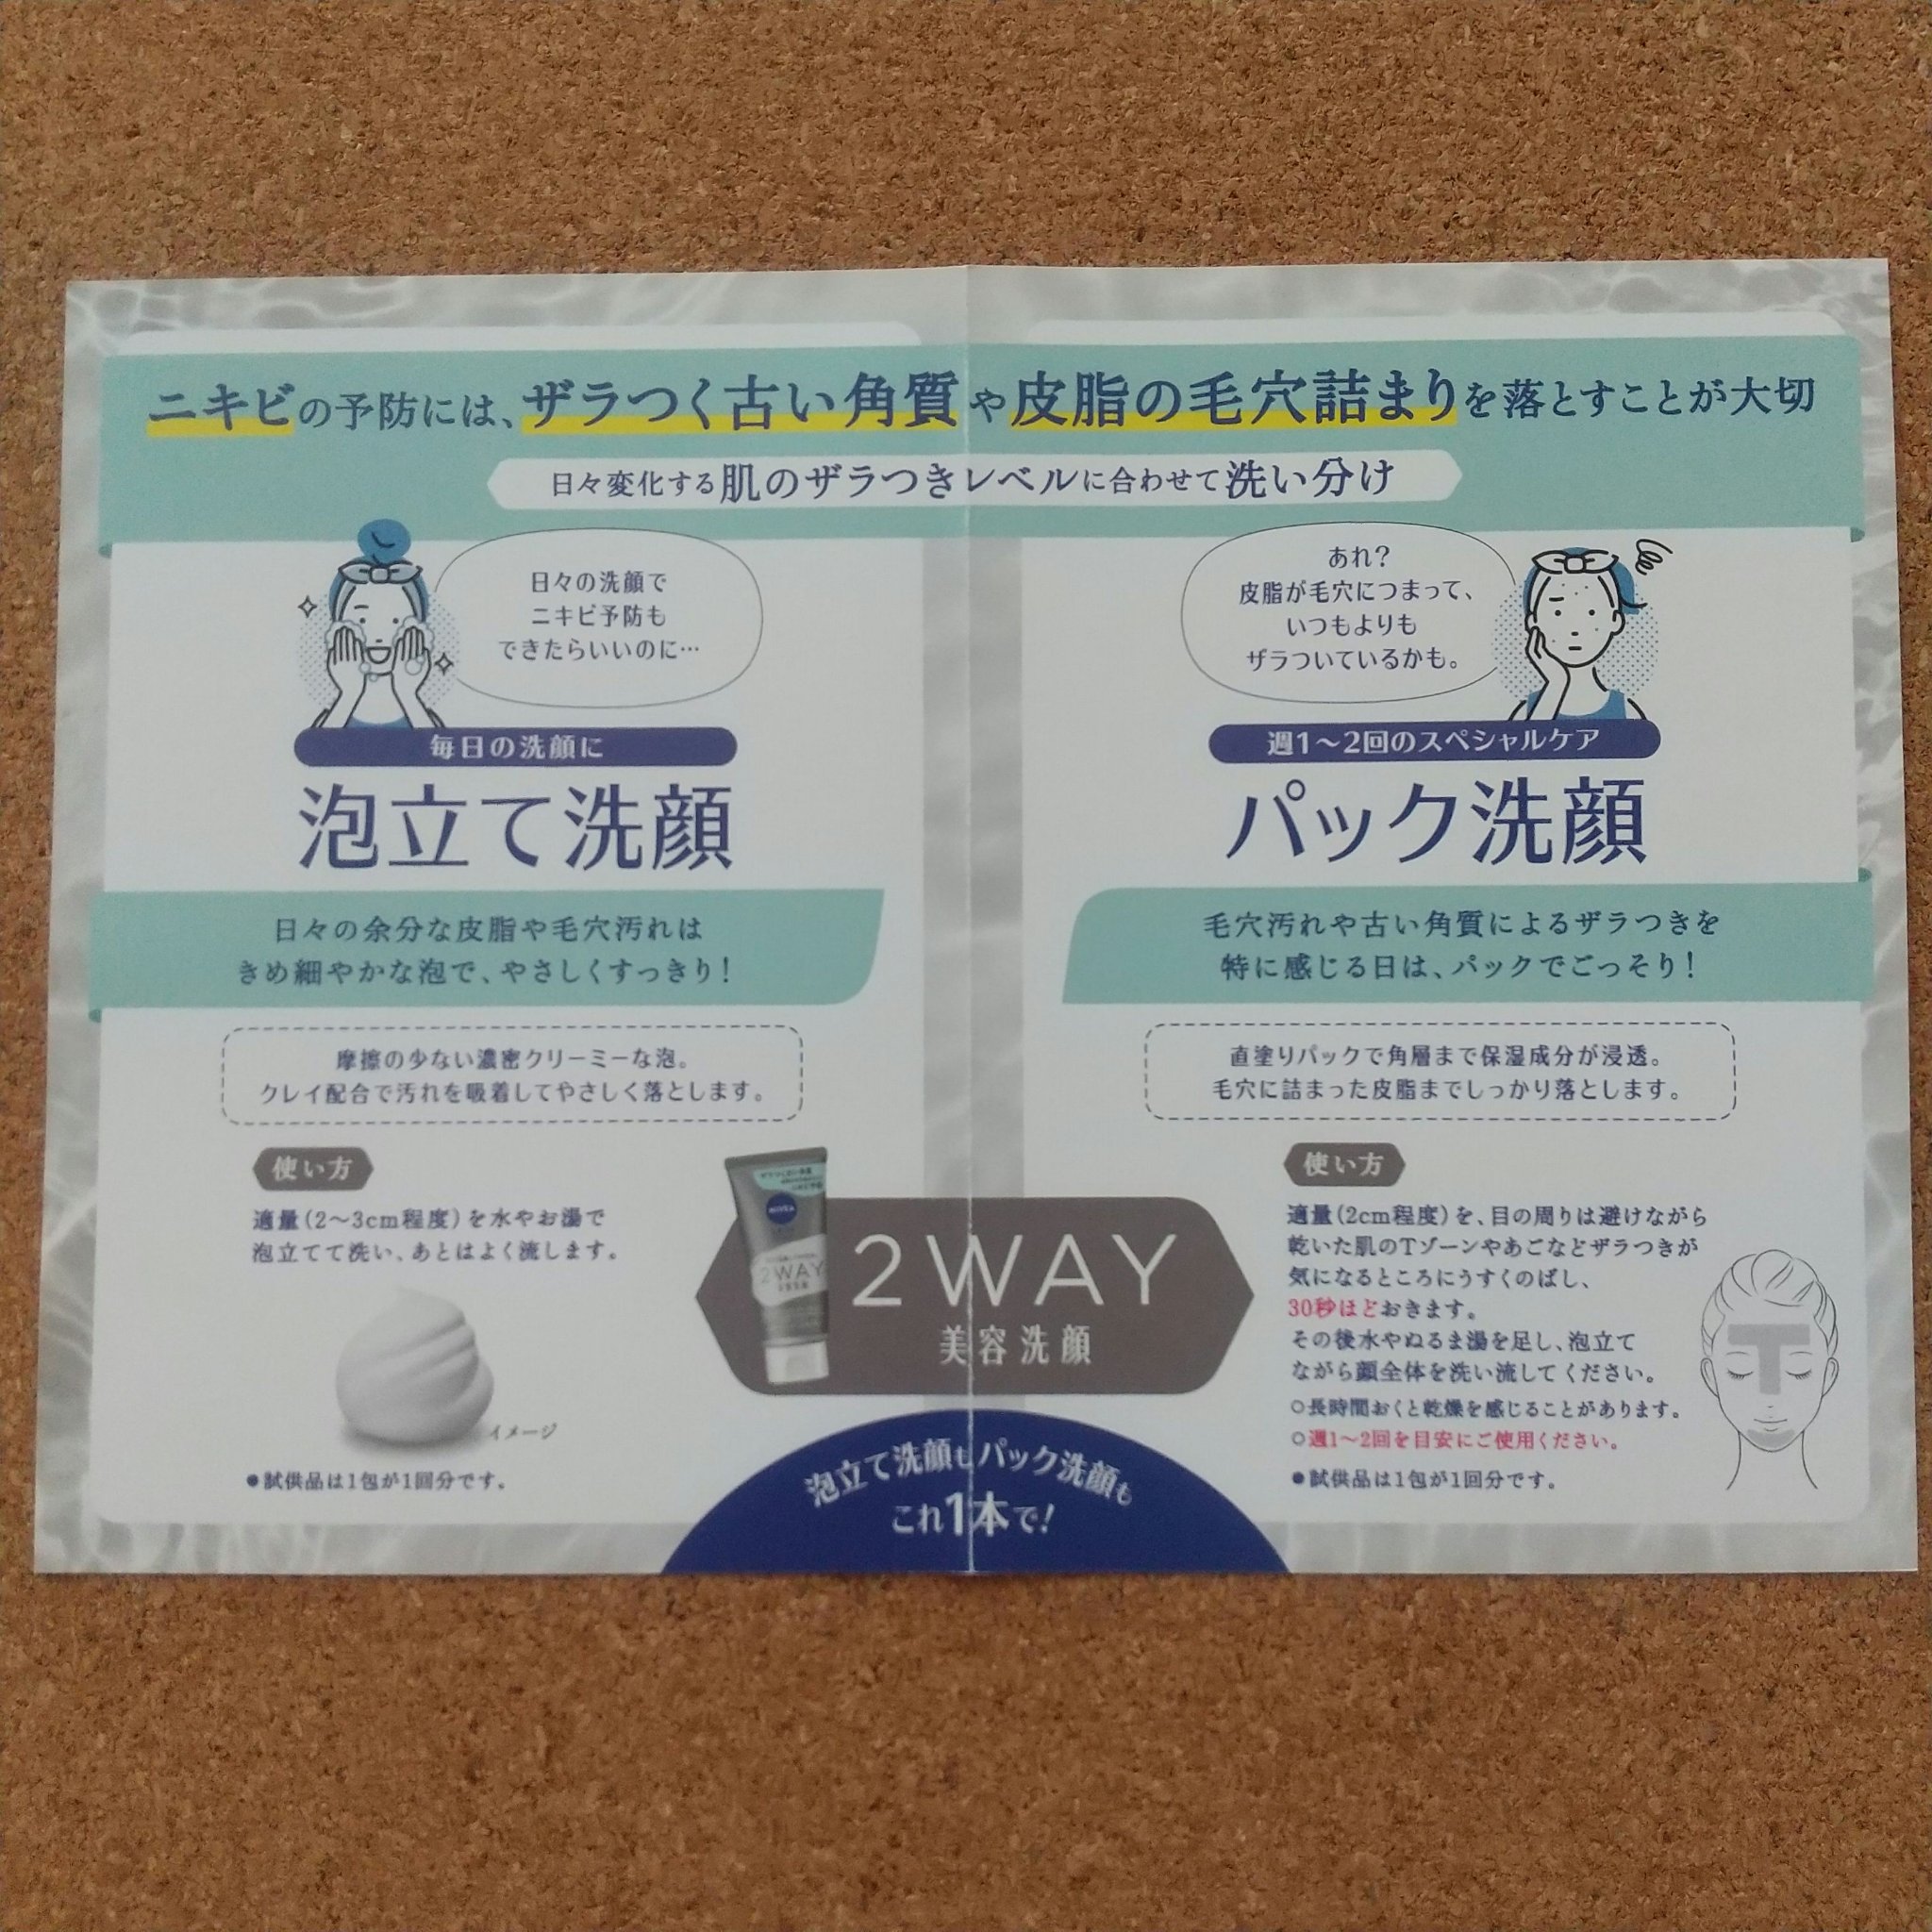 ニキビの予防には、ザラつく古い角質や皮脂の毛穴詰まりを落とすことが大切
日々変化する肌のザラつきレベルに合わせて洗い分け
日々の洗顔で
ニキビ予防も
できたらいいのに…
毎日の洗顔に
泡立て洗顔
日々の余分な皮脂や毛穴汚れは
きめ細やかな泡で、やさしくすっきり!
摩擦の少ない濃密クリーミーな泡。
クレイ配合で汚れを吸着してやさしく落とします。
使い方
適量(2〜3cm程度)を水やお湯で
泡立てて洗い、あとはよく流します。
イメージ
●試供品は1包が1回分です。
あれ?
皮脂が毛穴につまって、
いつもよりも
ザラついているかも。
週1〜2回のスペシャルケア
パック洗顔
毛穴汚れや古い角質によるザラつきを
特に感じる日は、パックでごっそり!
直塗りパックで角層まで保湿成分が浸透。
毛穴に詰まった皮脂までしっかり落とします。
使い方
適量(2cm程度)を、目の周りは避けながら
乾いた肌のTゾーンやあごなどザラつきが
気になるところにうすくのばし、
30秒ほどおきます。
その後水やぬるま湯を足し、泡立て
ながら顔全体を洗い流してください。
○長時間おくと乾燥を感じることがあります。
○週1〜2回を目安にご使用ください。
●試供品は1包が1回分です。
NIVEA
2WAY
2WAY
美容洗顔
泡立て洗顔もパック洗顔も
これ1本で!